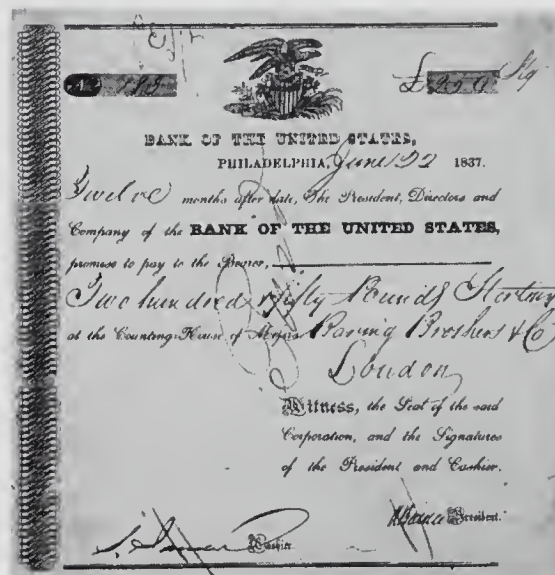 £ 250 Stg
BANK OF THE UNITED STATES,
PHILADELPHIA, June 22 1837.
Twelve months after date, The President, Directors and
Company of the BANK OF THE UNITED STATES,
promise to pay to the Bearer,
Two hundred & fifty Pounds Sterling
at the Counting-House of Messrs Baring Brothers & Co
London
Witness, the Seal of the said
Corporation, and the Signatures
of the President and Cashier.
President.
Cashier